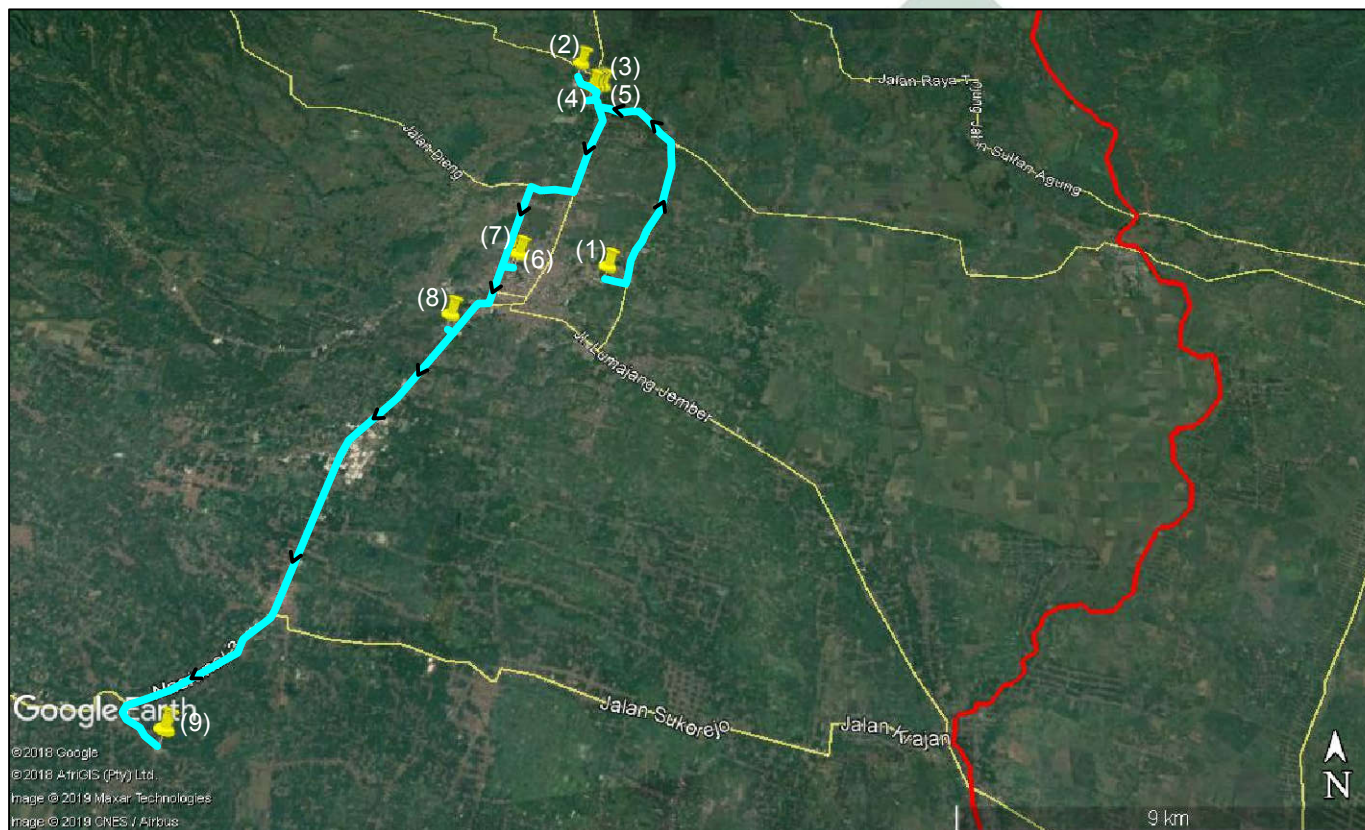 (2)
(3)
(4)
(5)
Jalan Raya T
Jalan Sultan Agung
Jalan Dieng
(7)
(6)
(1)
(8)
Jl. Lumajang Jember
Google Earth
(9)
Jalan Sukorejo
Jalan Krajan
© 2018 Google
© 2018 AfriGIS (Pty) Ltd.
Image © 2019 Maxar Technologies
Image © 2019 CNES / Airbus
N
9 km